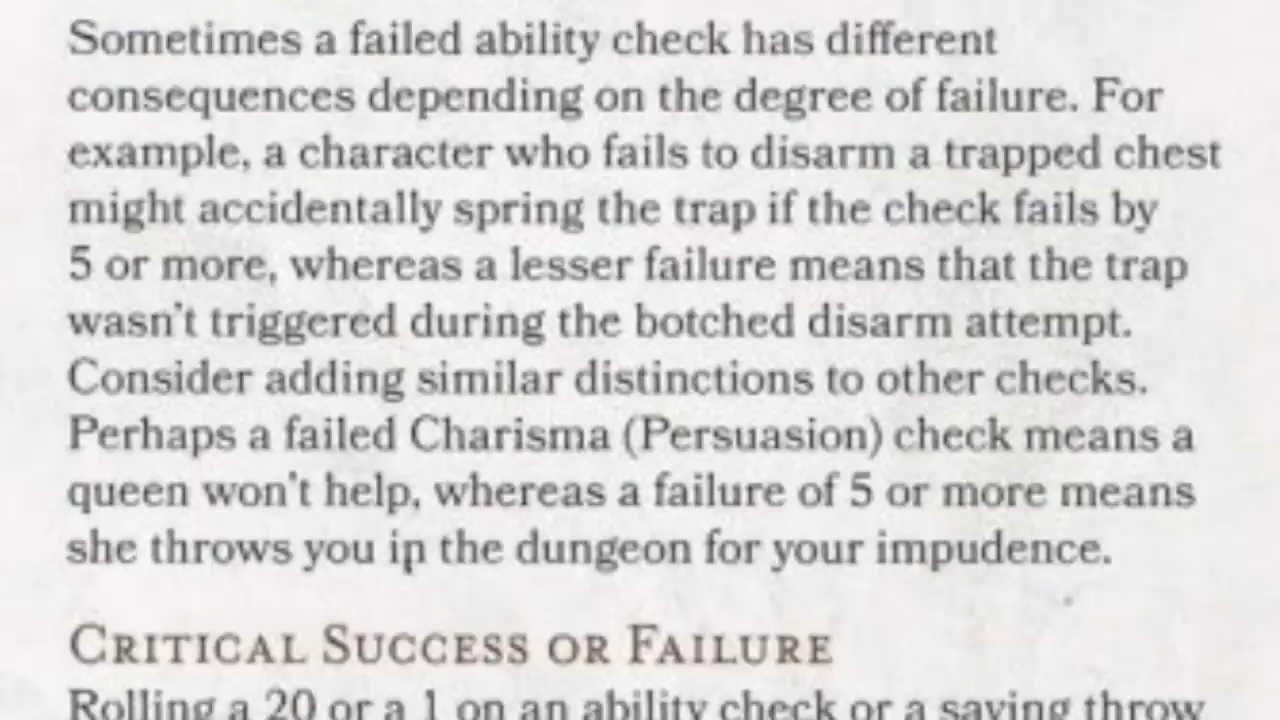 Sometimes a failed ability check has different
consequences depending on the degree of failure. For
example, a character who fails to disarm a trapped chest
might accidentally spring the trap if the check fails by
5 or more, whereas a lesser failure means that the trap
wasn't triggered during the botched disarm attempt.
Consider adding similar distinctions to other checks.
Perhaps a failed Charisma (Persuasion) check means a
queen won't help, whereas a failure of 5 or more means
she throws you in the dungeon for your impudence.
CRITICAL SUCCESS OR FAILURE
Rolling a 20 or a 1 on an ability check or a saving throw